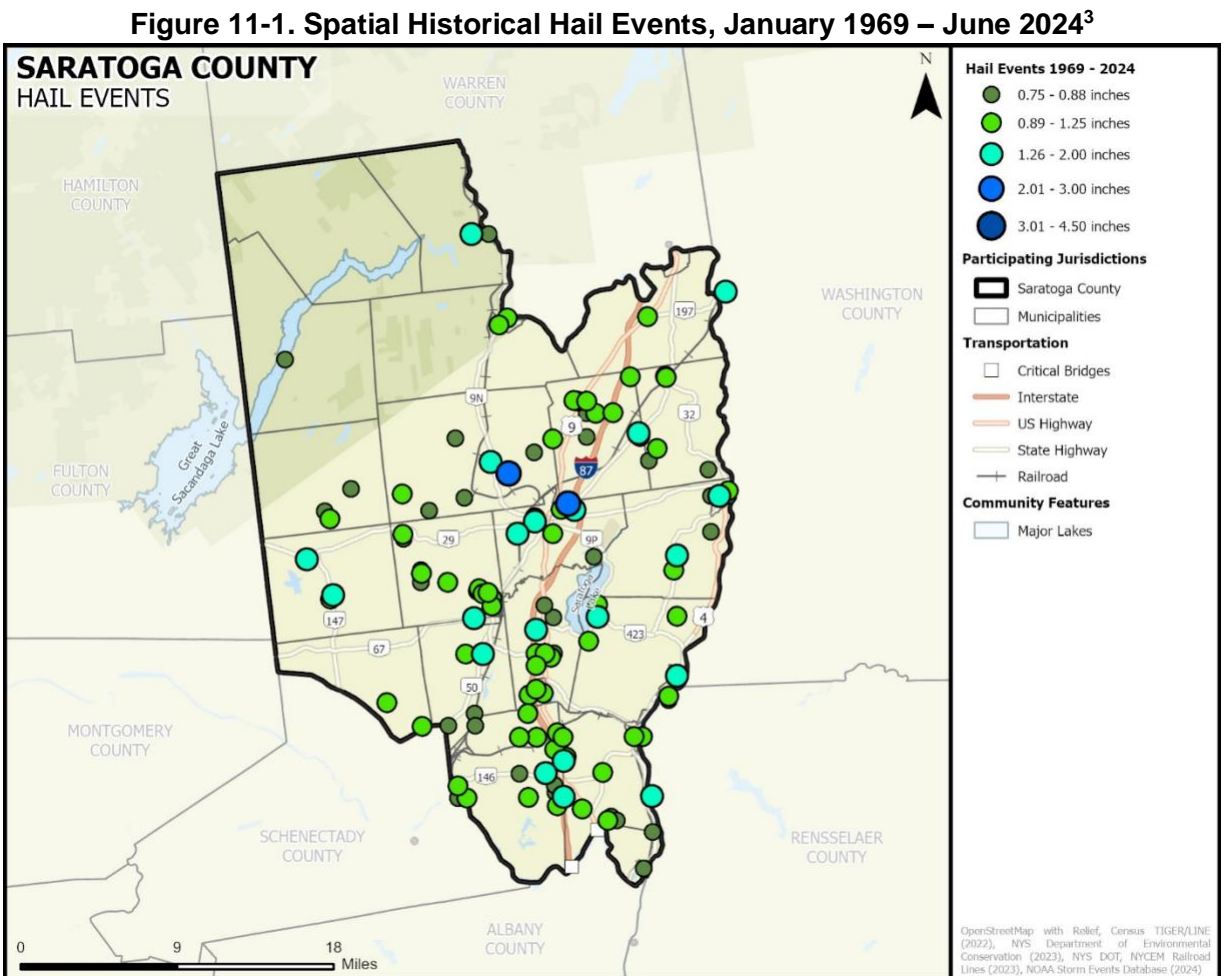 Figure 11-1. Spatial Historical Hail Events, January 1969 – June 2024³
SARATOGA COUNTY
HAIL EVENTS
N
WARREN
COUNTY
HAMILTON
COUNTY
WASHINGTON
COUNTY
FULTON
COUNTY
Great
Sacandaga Lake
MONTGOMERY
COUNTY
SCHENECTADY
COUNTY
RENSSELAER
COUNTY
ALBANY
COUNTY
Saratoga
Lake
197
9N
32
9
87
29
9P
147
67
423
4
50
146
0
9
18
Miles
Hail Events 1969 - 2024
0.75 - 0.88 inches
0.89 - 1.25 inches
1.26 - 2.00 inches
2.01 - 3.00 inches
3.01 - 4.50 inches
Participating Jurisdictions
Saratoga County
Municipalities
Transportation
Critical Bridges
Interstate
US Highway
State Highway
Railroad
Community Features
Major Lakes
OpenStreetMap with Relief, Census TIGER/LINE
(2022), NYS Department of Environmental
Conservation (2023), NYS DOT, NYCEM Railroad
Lines (2023), NOAA Storm Events Database (2024)